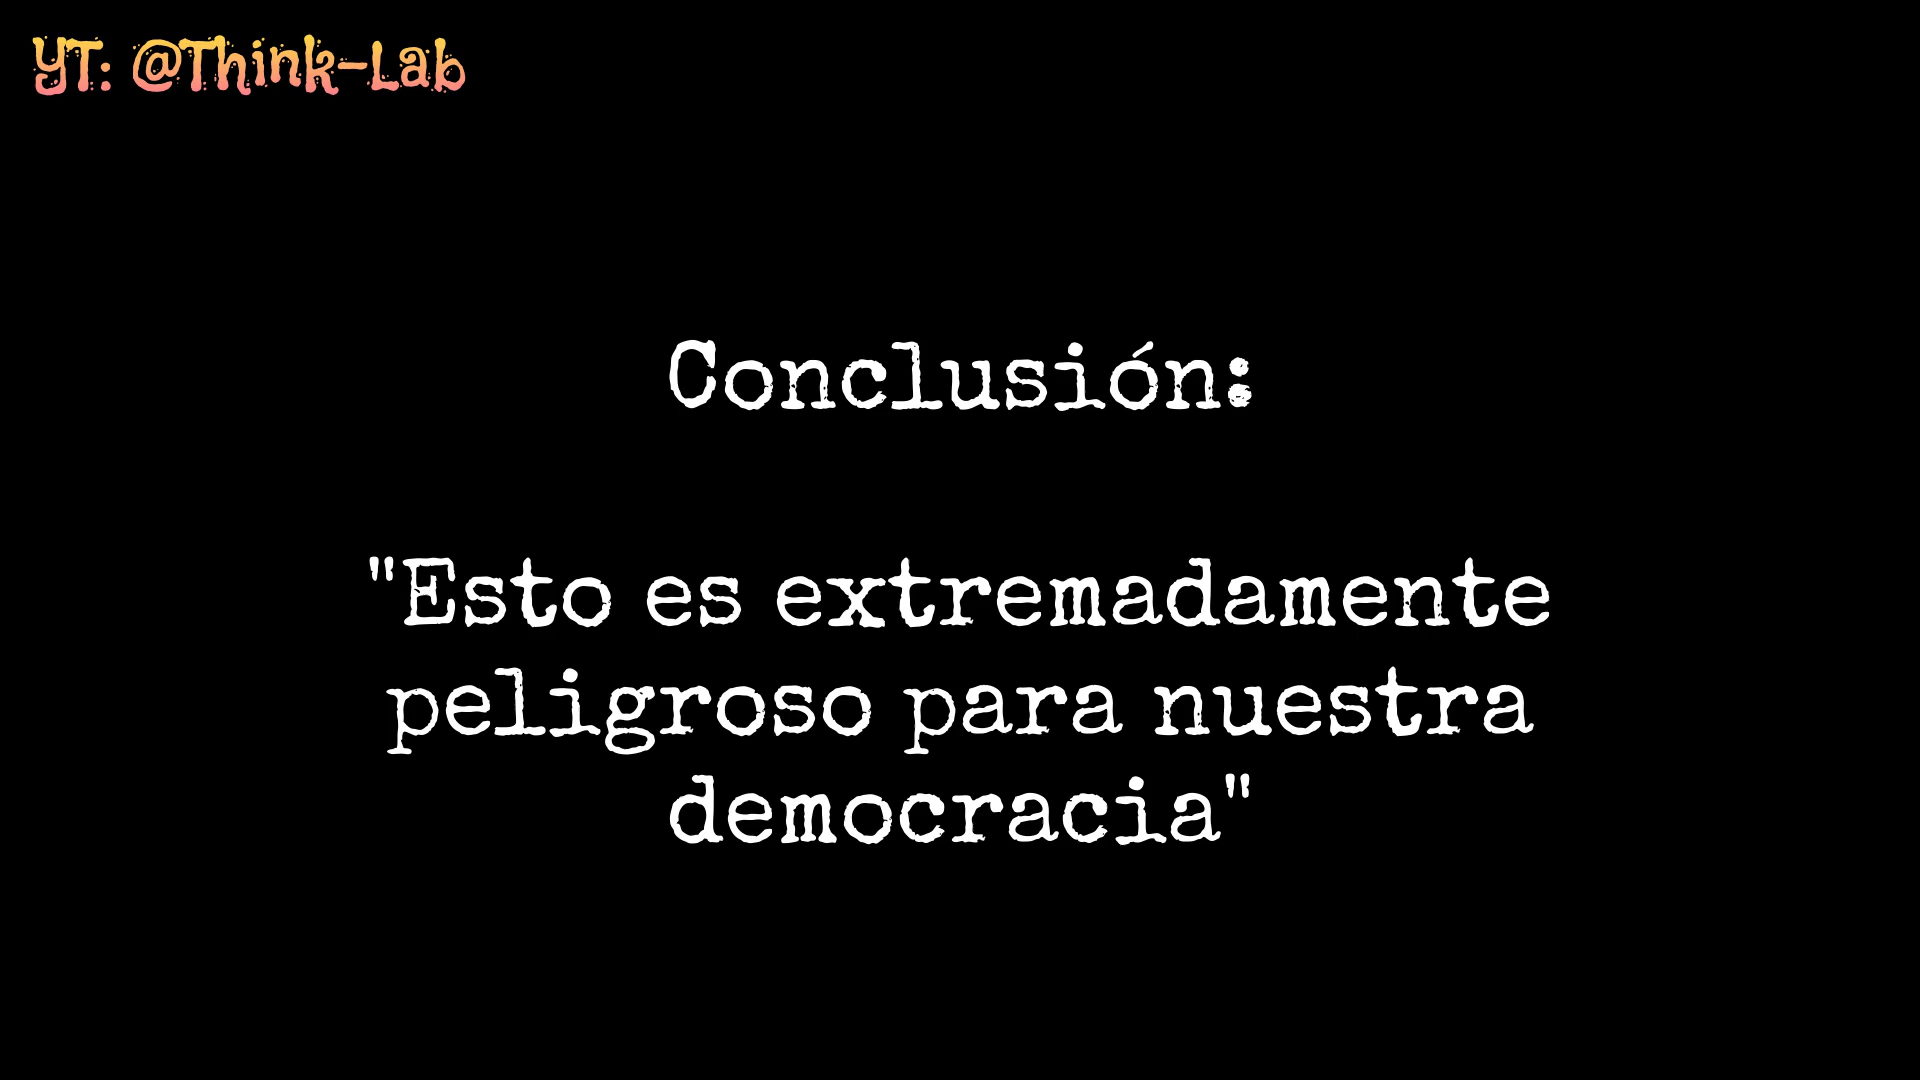 YT: @Think-Lab
Conclusión:
"Esto es extremadamente
peligroso para nuestra
democracia"